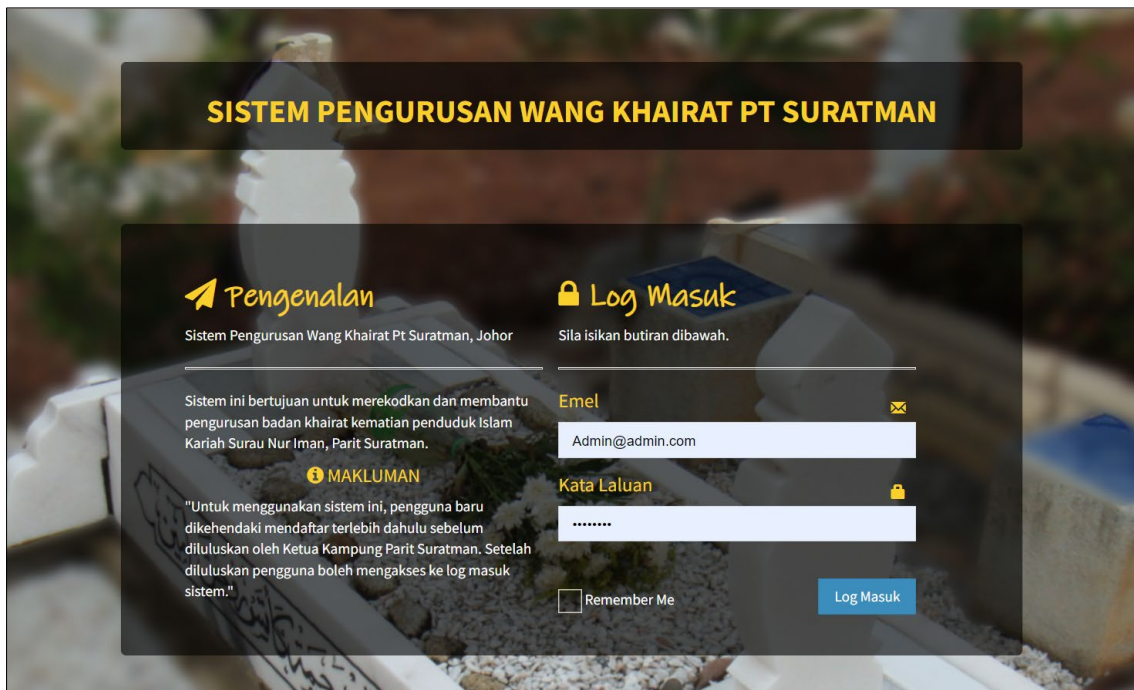 SISTEM PENGURUSAN WANG KHAIRAT PT SURATMAN
Pengenalan
Sistem Pengurusan Wang Khairat Pt Suratman, Johor
Sistem ini bertujuan untuk merekodkan dan membantu
pengurusan badan khairat kematian penduduk Islam
Kariah Surau Nur Iman, Parit Suratman.
MAKLUMAN
"Untuk menggunakan sistem ini, pengguna baru
dikehendaki mendaftar terlebih dahulu sebelum
diluluskan oleh Ketua Kampung Parit Suratman. Setelah
diluluskan pengguna boleh mengakses ke log masuk
sistem."
Log Masuk
Sila isikan butiran dibawah.
Emel
Admin@admin.com
Kata Laluan
••••••••
Remember Me
Log Masuk